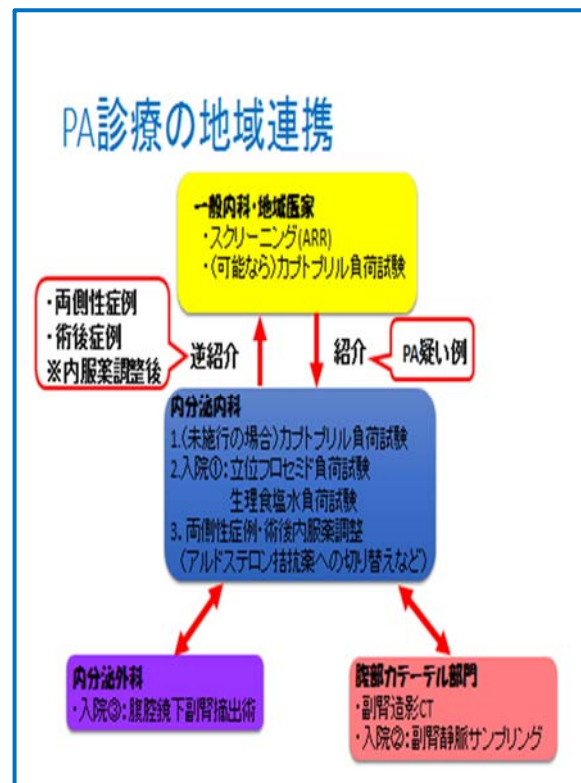 PA診療の地域連携
一般内科・地域医家
・スクリーニング(ARR)
・(可能なら)カプトプリル負荷試験
・両側性症例
・術後症例
※内服薬調整後
逆紹介
紹介
PA疑い例
内分泌内科
1.(未施行の場合)カプトプリル負荷試験
2.入院①:立位フロセミド負荷試験
生理食塩水負荷試験
3. 両側性症例・術後内服薬調整
(アルドステロン拮抗薬への切り替えなど)
内分泌外科
・入院③:腹腔鏡下副腎摘出術
腹部カテーテル部門
・副腎造影CT
・入院②:副腎静脈サンプリング